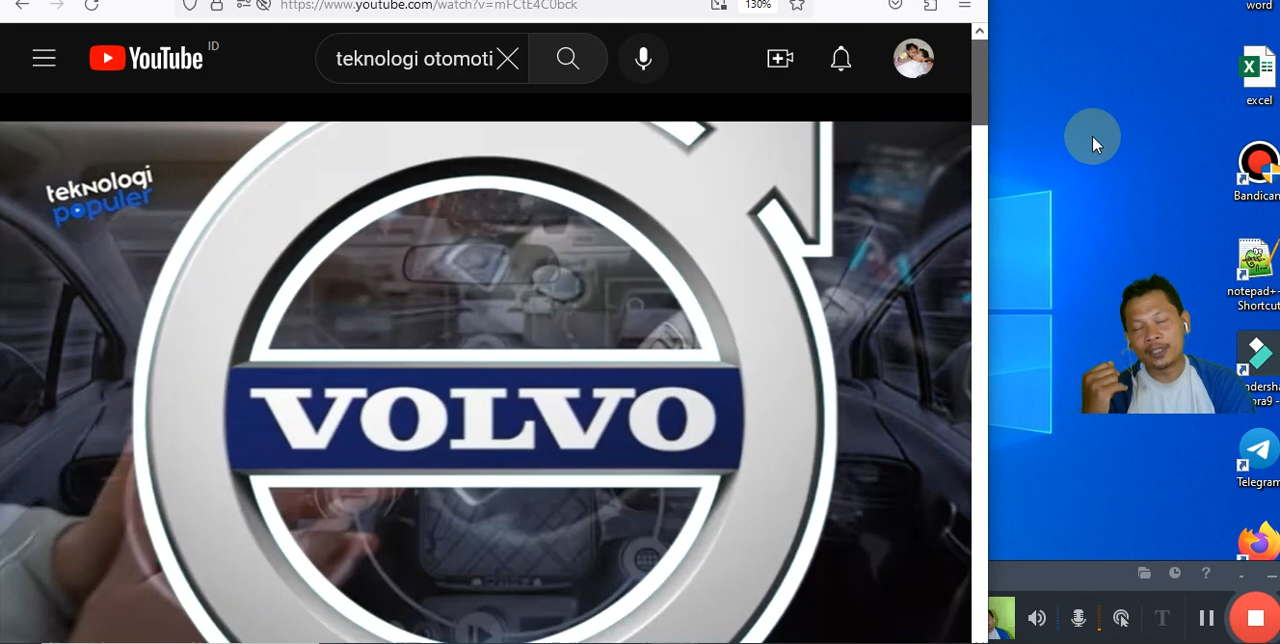 https://www.youtube.com/watch?v=mFCtE4C0bck
130%
word
YouTube
ID
teknologi otomoti
excel
teknologi
populer
Bandican
notepad+
Shortcut
VOLVO
Telegram
?
T